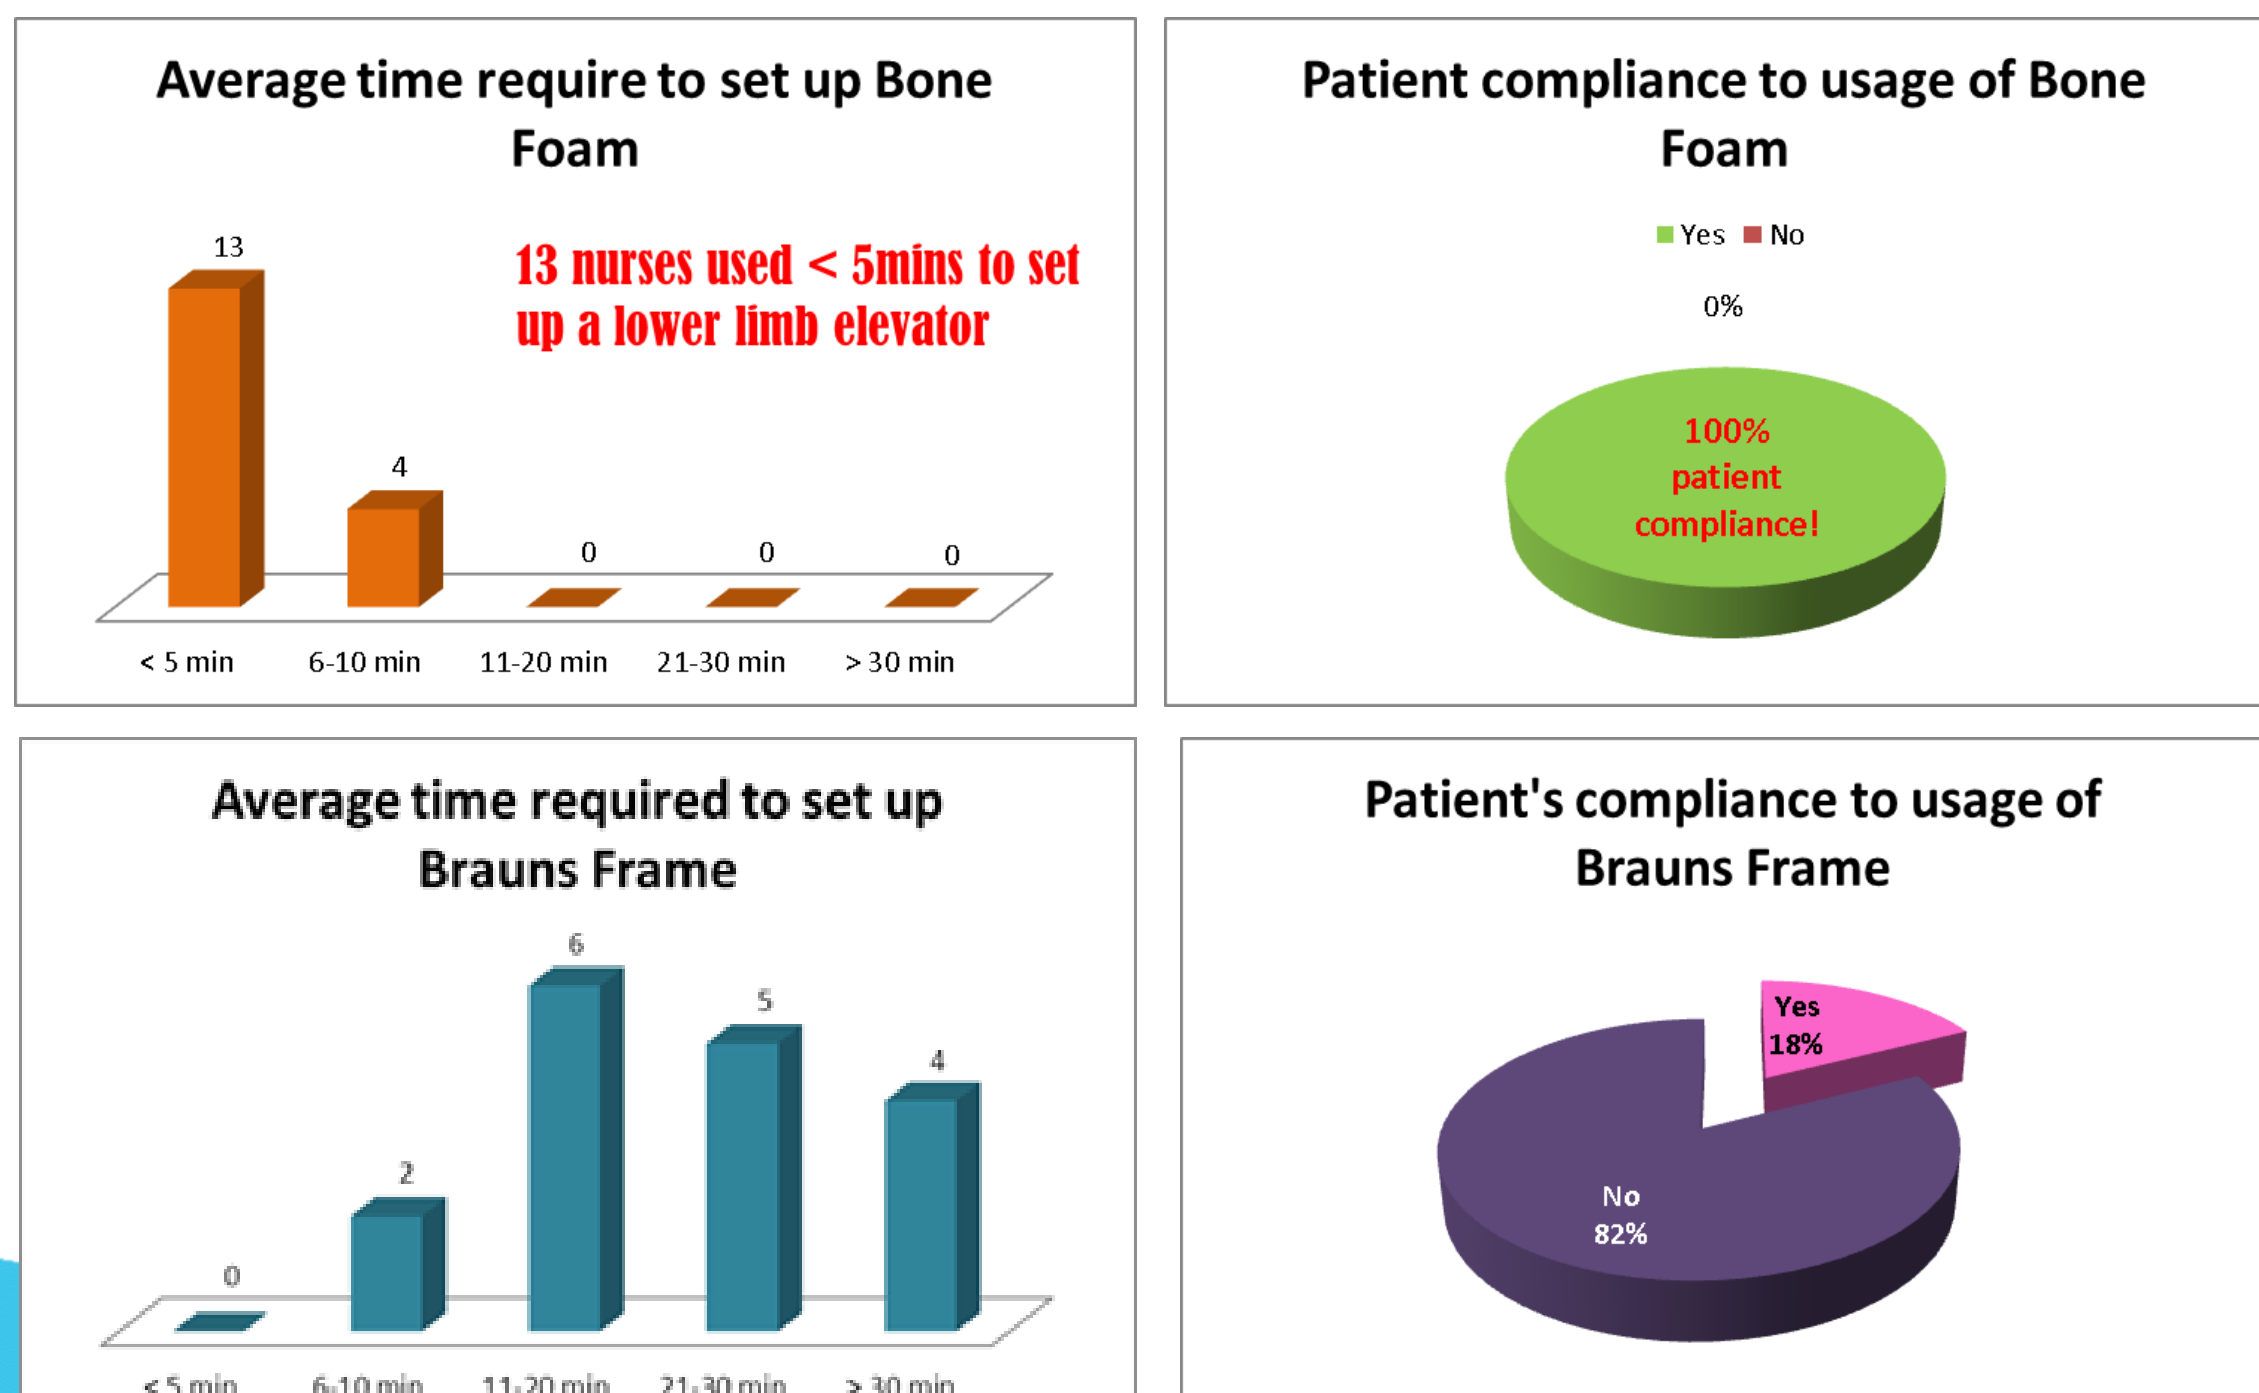 Average time require to set up Bone
Foam
13 nurses used < 5mins to set
up a lower limb elevator
13
4
0
0
0
< 5 min
6-10 min
11-20 min
21-30 min
> 30 min
Patient compliance to usage of Bone
Foam
Yes No
0%
100%
patient
compliance!
Average time required to set up
Brauns Frame
0
2
6
5
4
< 5 min
6-10 min
11-20 min
21-30 min
> 30 min
Patient's compliance to usage of
Brauns Frame
Yes
18%
No
82%